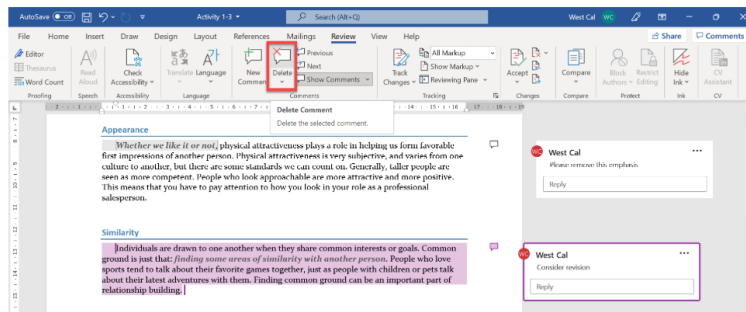 AutoSave Off Activity 1-3 Search (Alt+Q) West Cal WC
File Home Insert Draw Design Layout References Mailings Review View Help Share Comments
Editor
Thesaurus
Word Count
Proofing
Read Aloud
Speech
Check Accessibility
Accessibility
Translate Language
Language
New Comment
Delete
Previous
Next
Show Comments
Comments
Track Changes
All Markup
Show Markup
Reviewing Pane
Tracking
Accept
Changes
Compare
Compare
Block Authors
Restrict Editing
Protect
Hide Ink
Ink
CV Assistant
CV
Delete Comment
Delete the selected comment.
Appearance
Whether we like it or not, physical attractiveness plays a role in helping us form favorable
first impressions of another person. Physical attractiveness is very subjective, and varies from one
culture to another, but there are some standards we can count on. Generally, taller people are
seen as more competent. People who look approachable are more attractive and more positive.
This means that you have to pay attention to how you look in your role as a professional
salesperson.
WC West Cal
Please remove this emphasis
Reply
Similarity
Individuals are drawn to one another when they share common interests or goals. Common
ground is just that: finding some areas of similarity with another person. People who love
sports tend to talk about their favorite games together, just as people with children or pets talk
about their latest adventures with them. Finding common ground can be an important part of
relationship building.
WC West Cal
Consider revision
Reply